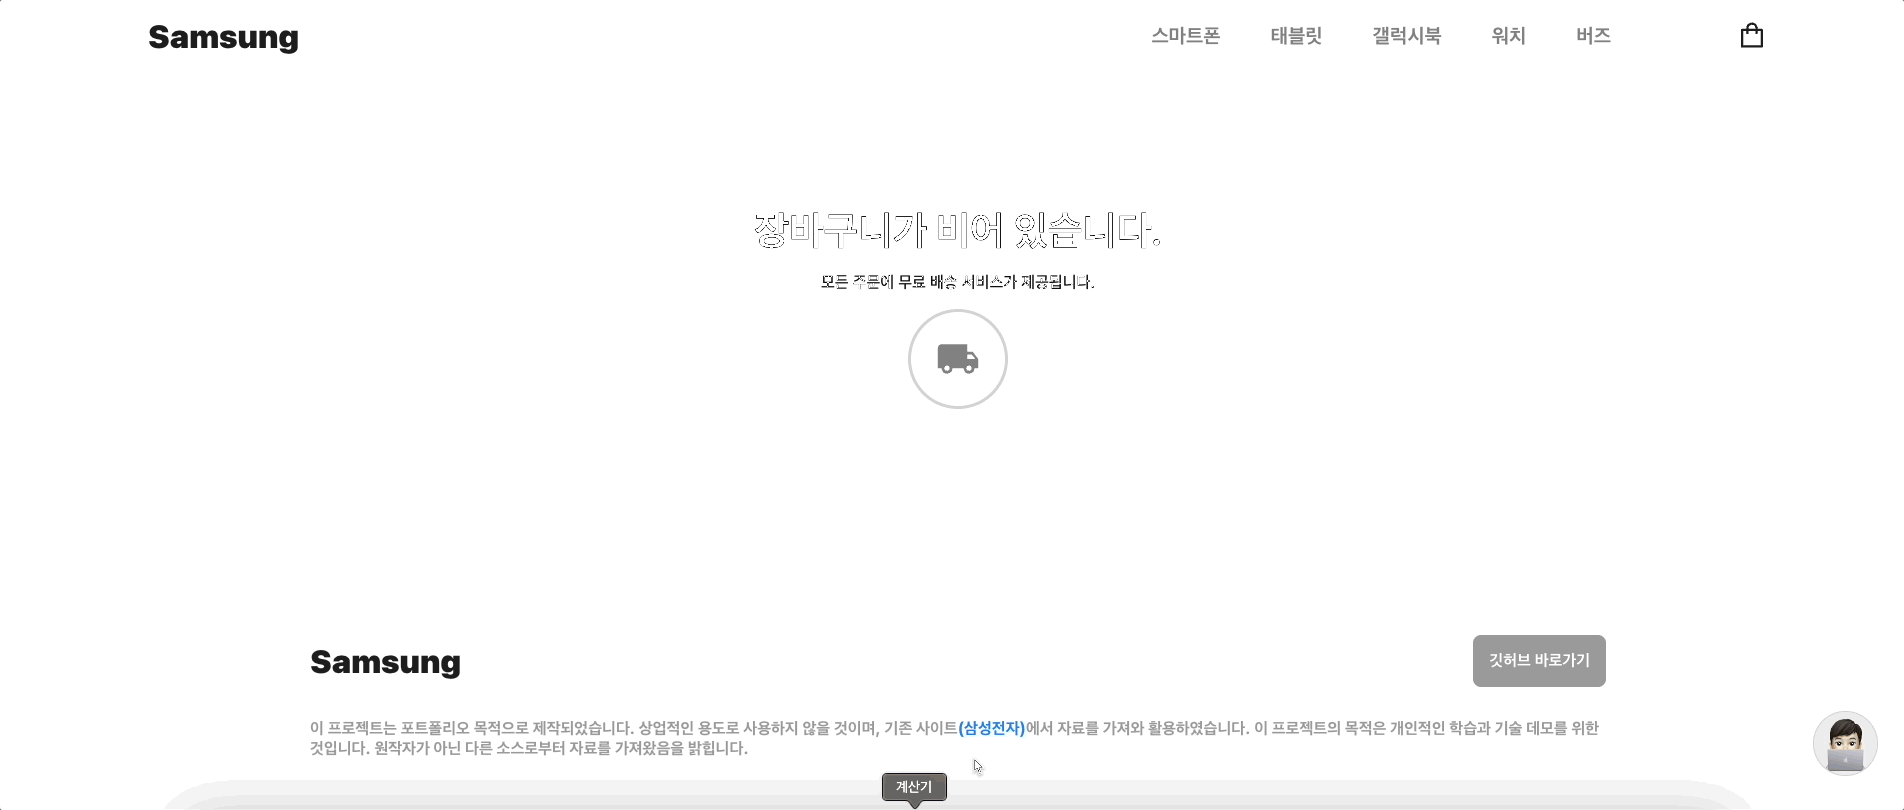 Samsung
스마트폰 태블릿 갤럭시북 워치 버즈
장바구니가 비어 있습니다.
모든 주문에 무료 배송 서비스가 제공됩니다.
Samsung
깃허브 바로가기
이 프로젝트는 포트폴리오 목적으로 제작되었습니다. 상업적인 용도로 사용하지 않을 것이며, 기존 사이트(삼성전자)에서 자료를 가져와 활용하였습니다. 이 프로젝트의 목적은 개인적인 학습과 기술 데모를 위한
것입니다. 원작자가 아닌 다른 소스로부터 자료를 가져왔음을 밝힙니다.
계산기